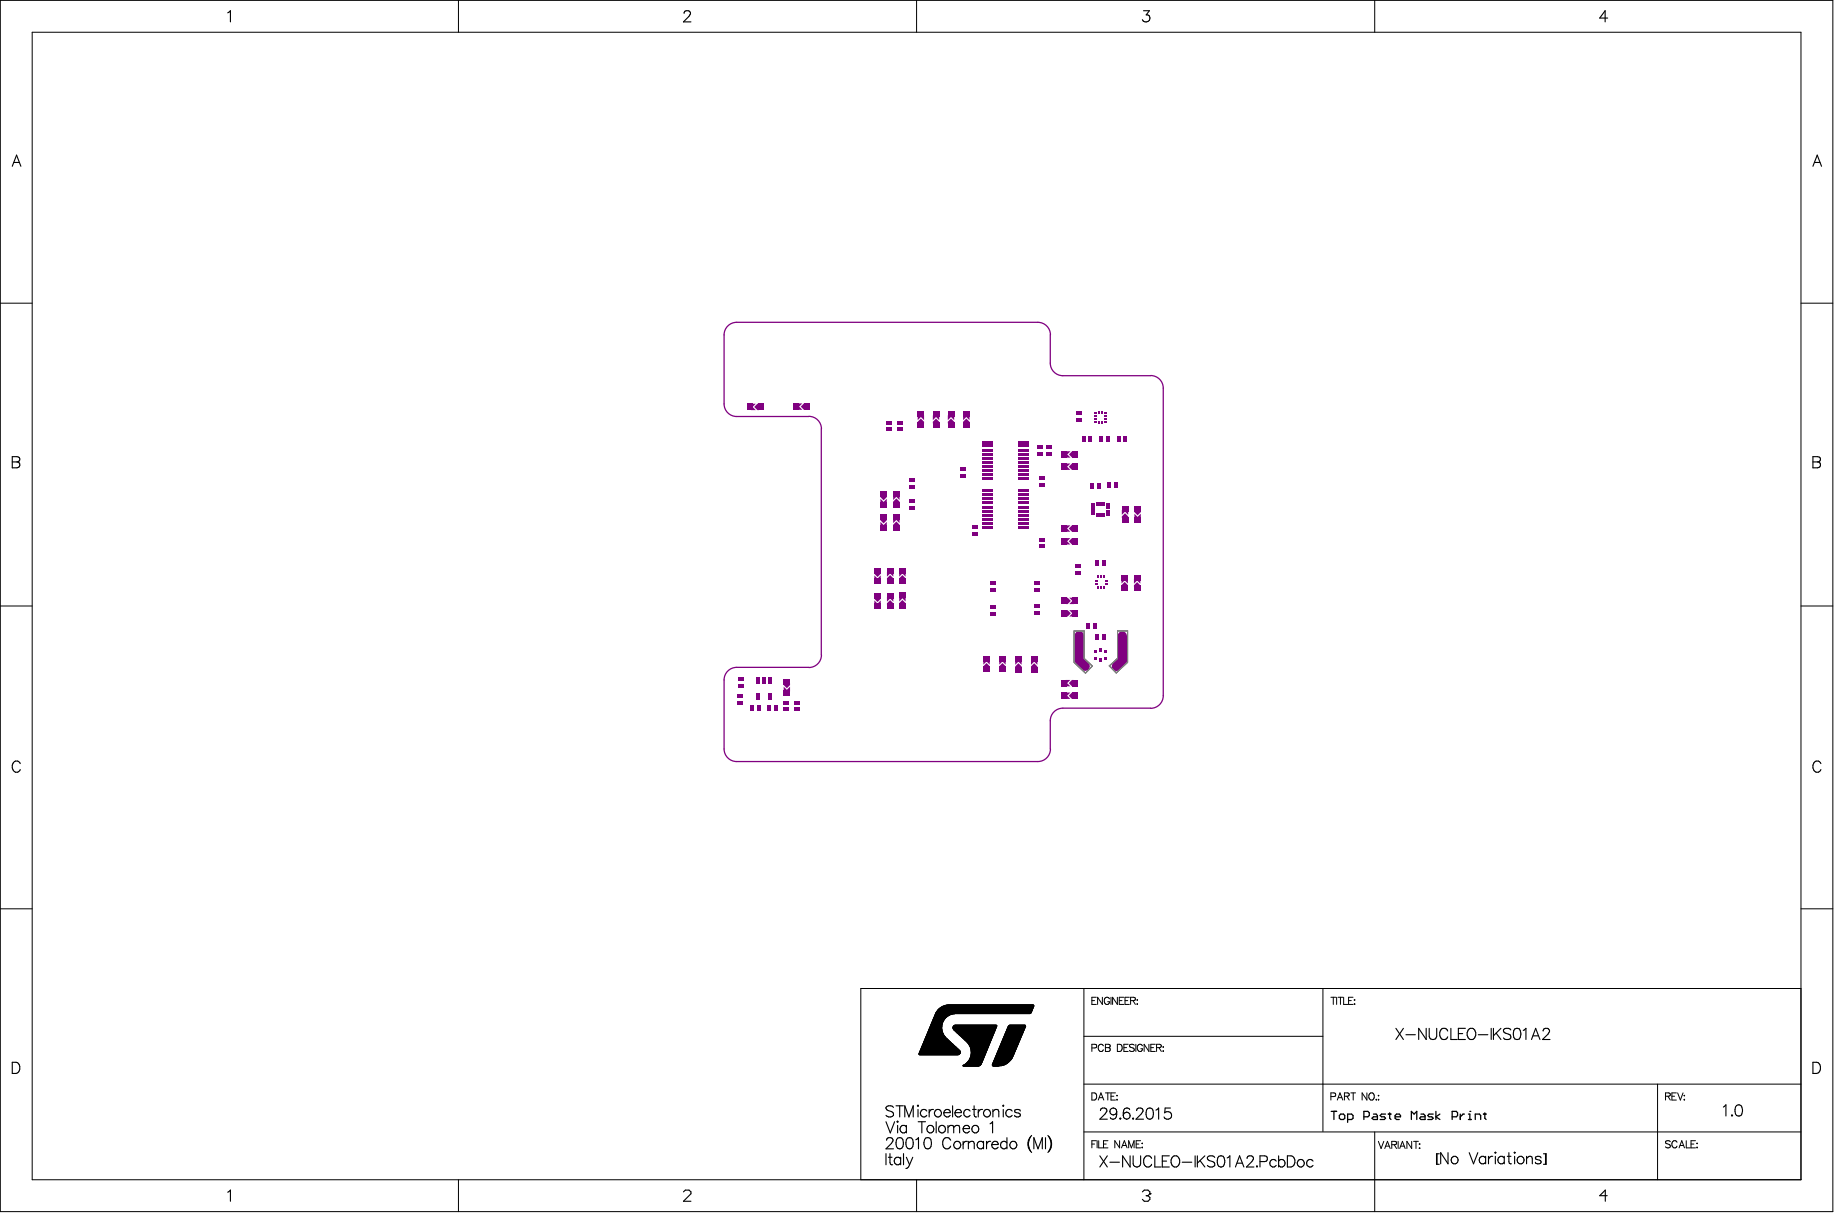 1 2 3 4
A A
B B
C C
D D
ST
STMicroelectronics
Via Tolomeo 1
20010 Cornaredo (MI)
Italy
ENGINEER:
PCB DESIGNER:
DATE:
29.6.2015
FILE NAME:
X-NUCLEO-IKS01A2.PcbDoc
TITLE:
X-NUCLEO-IKS01A2
PART NO.:
Top Paste Mask Print
REV:
1.0
VARIANT:
[No Variations]
SCALE:
1 2 3 4